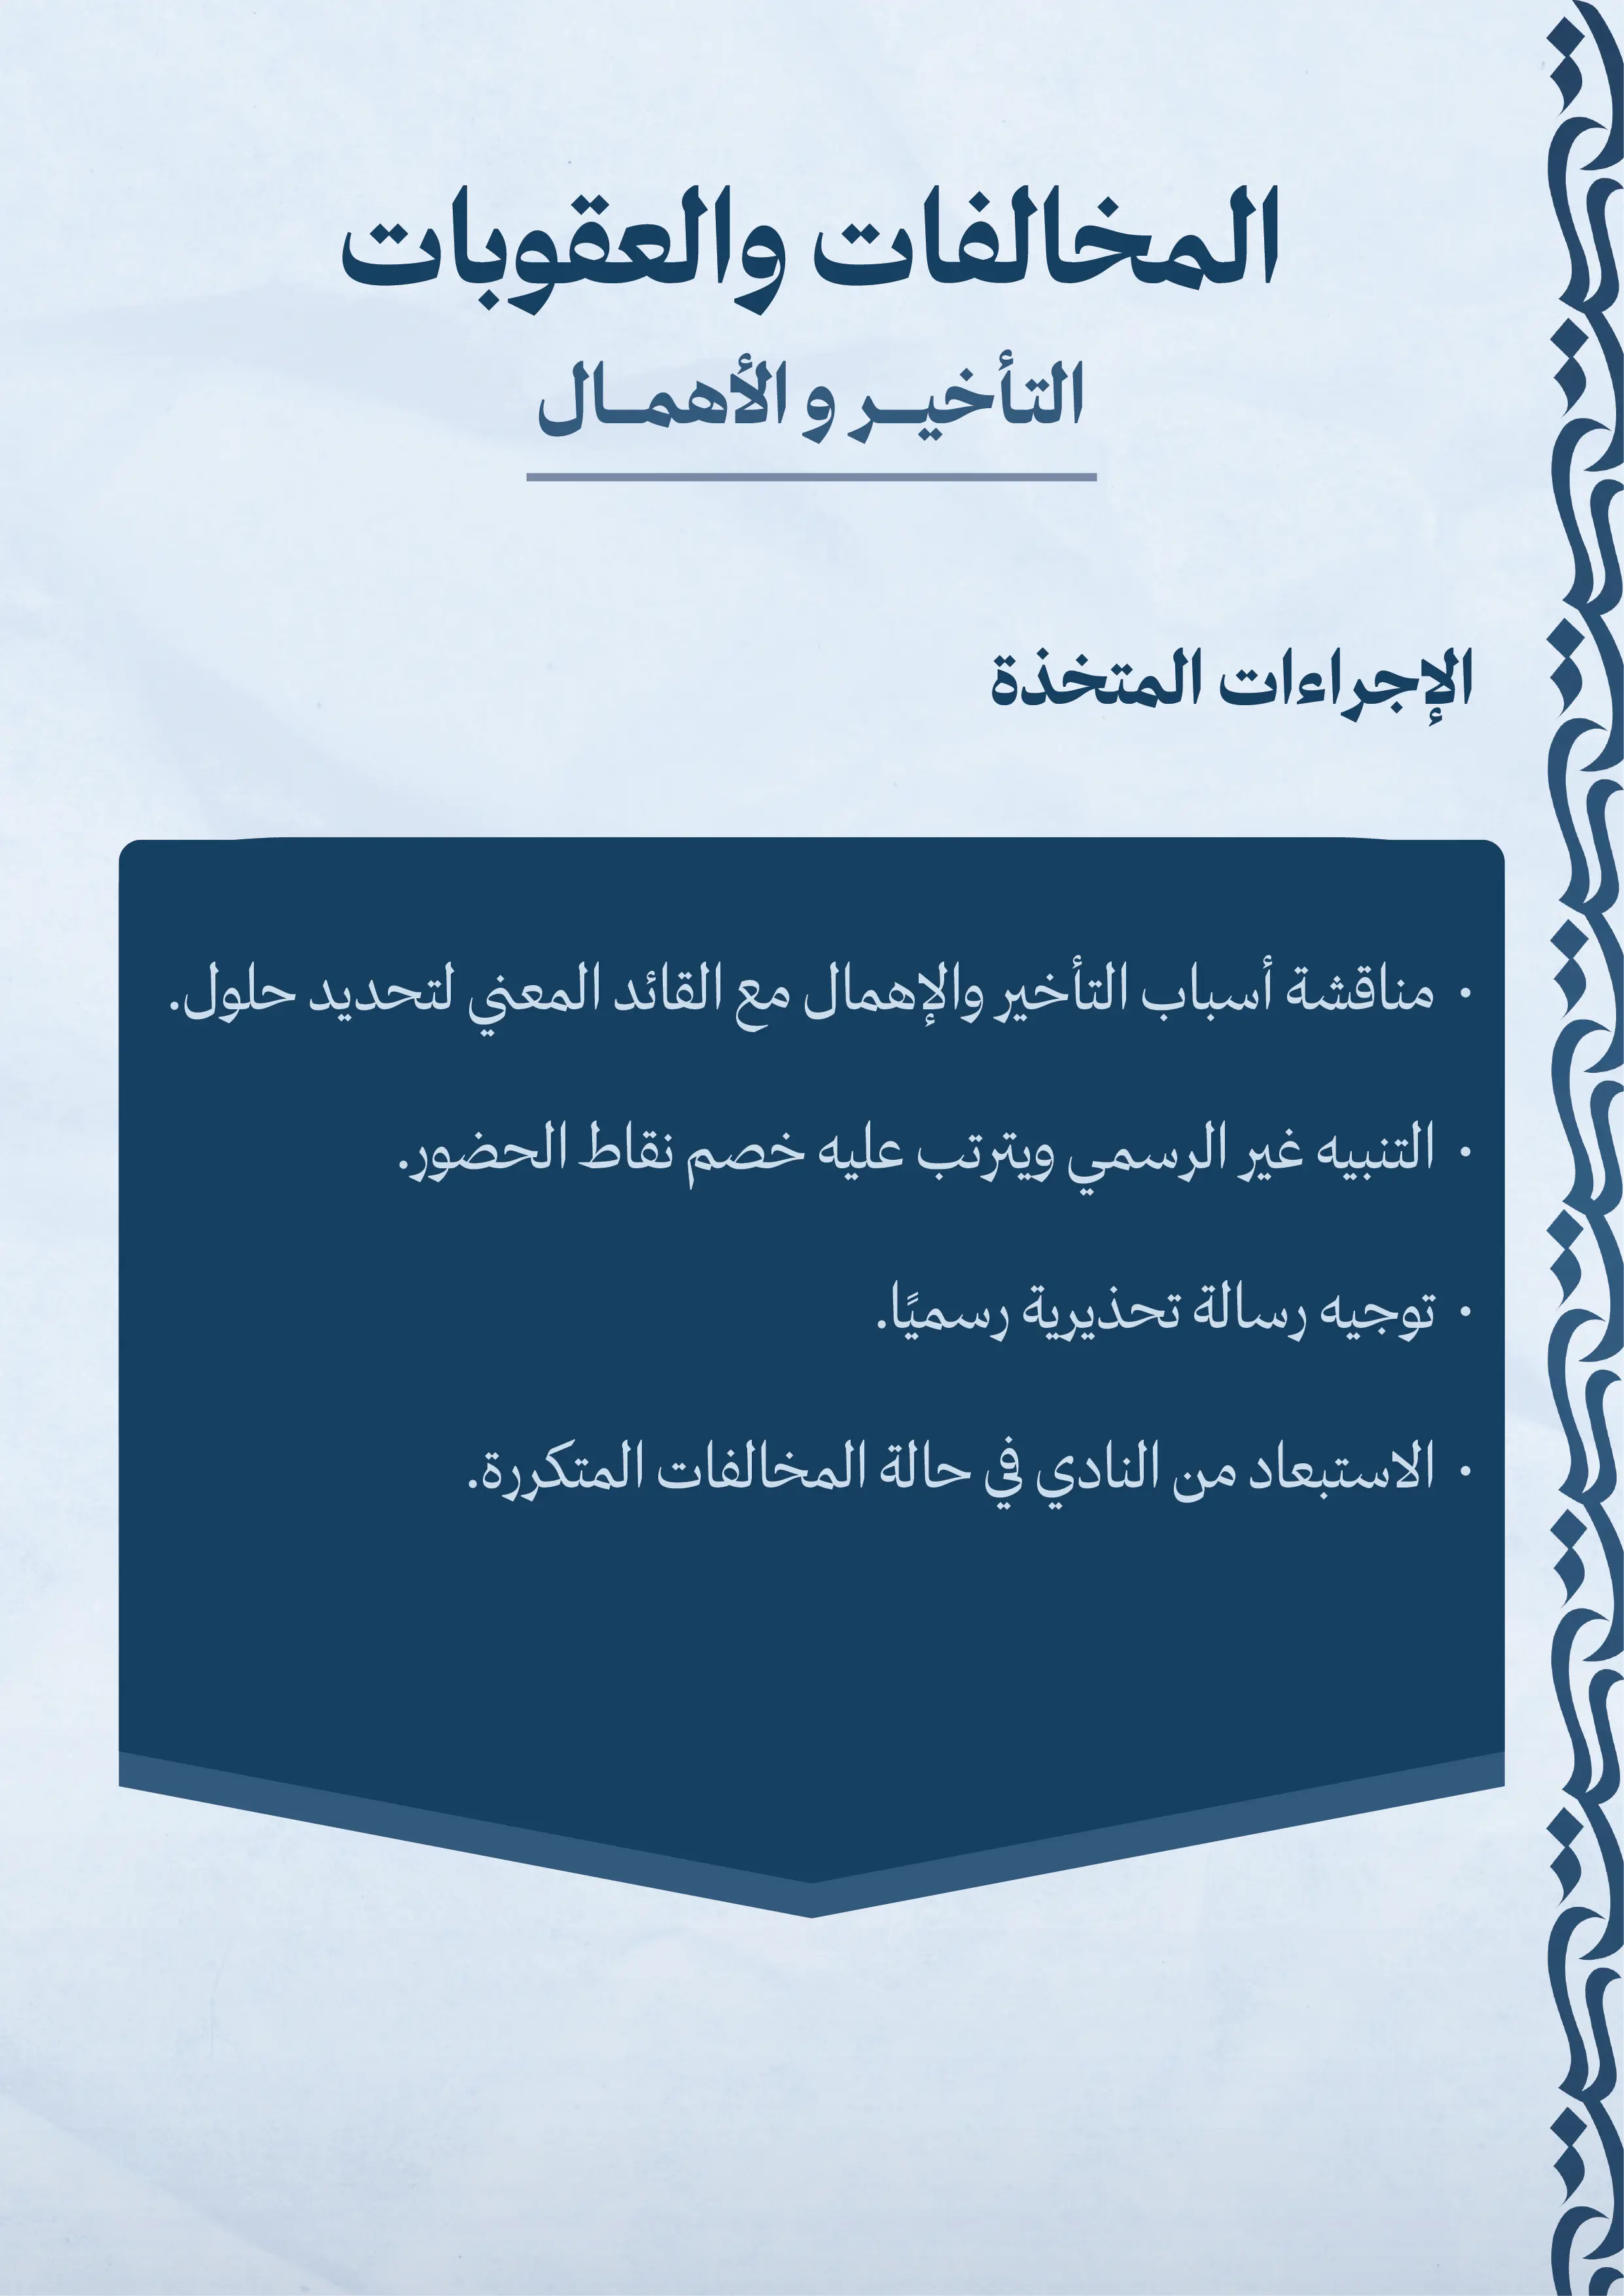 المخالفات والعقوبات
التـأخيــر و الأهمـال
الإجراءات المتخذة
• مناقشة أسباب التأخير والإهمال مع القائد المعني لتحديد حلول.
• التنبيه غير الرسمي ويترتب عليه خصم نقاط الحضور.
• توجيه رسالة تحذيرية رسميًا.
• الاستبعاد من النادي في حالة المخالفات المتكررة.